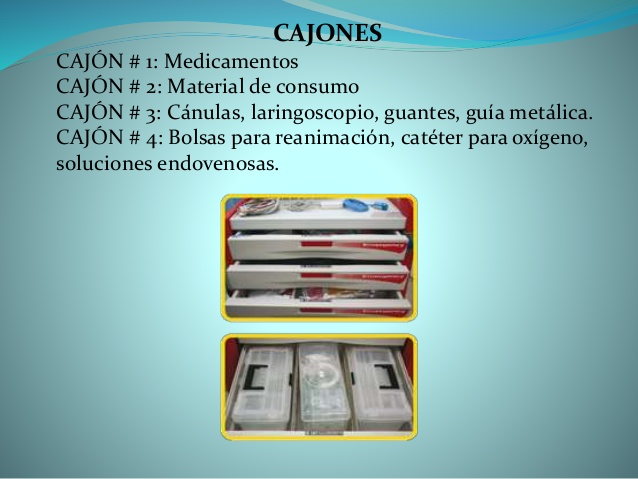 CAJONES
CAJÓN # 1: Medicamentos
CAJÓN # 2: Material de consumo
CAJÓN # 3: Cánulas, laringoscopio, guantes, guía metálica.
CAJÓN # 4: Bolsas para reanimación, catéter para oxígeno,
soluciones endovenosas.